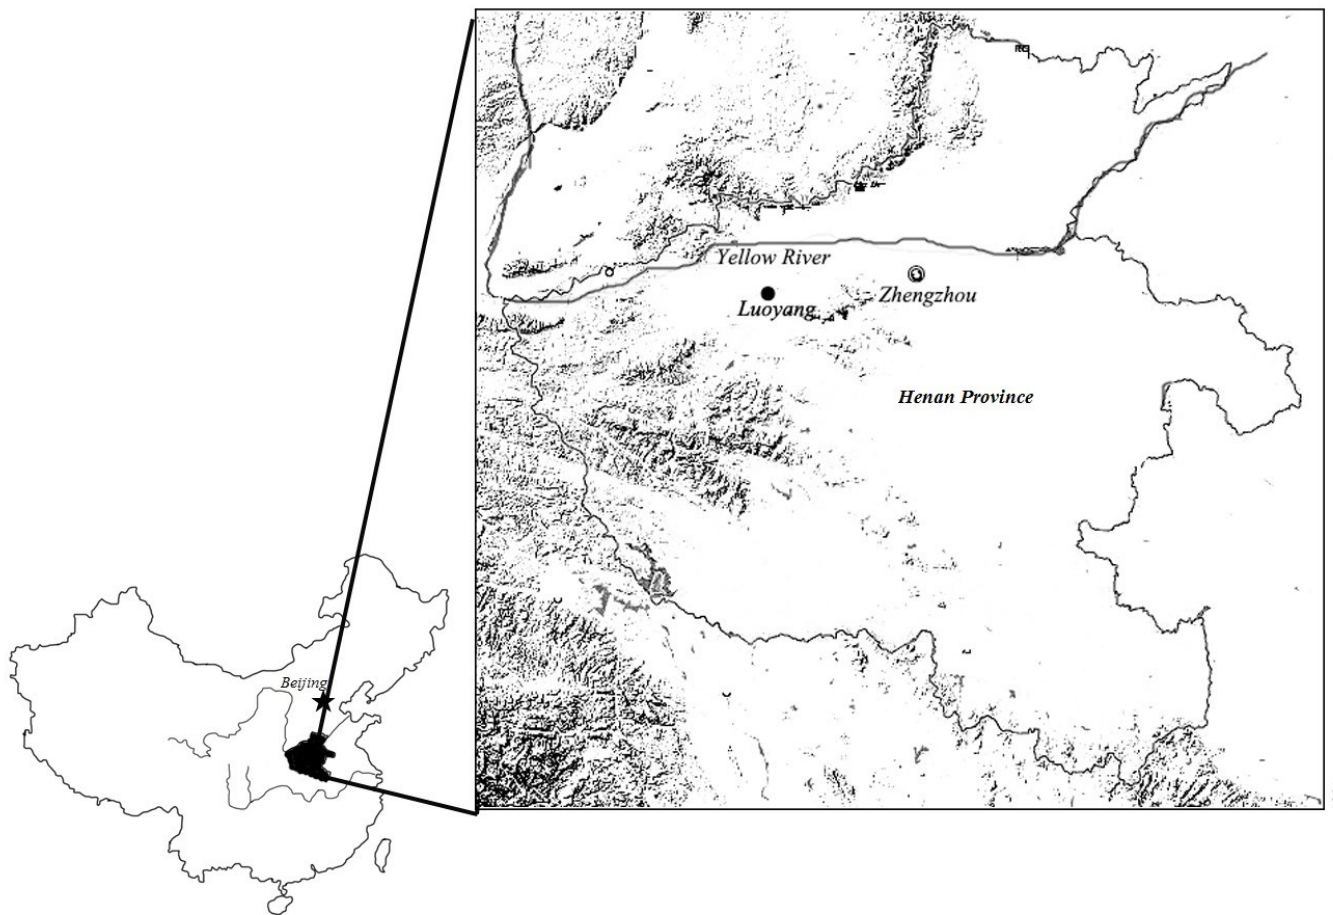 Yellow River
Zhengzhou
Luoyang
Henan Province
Beijing